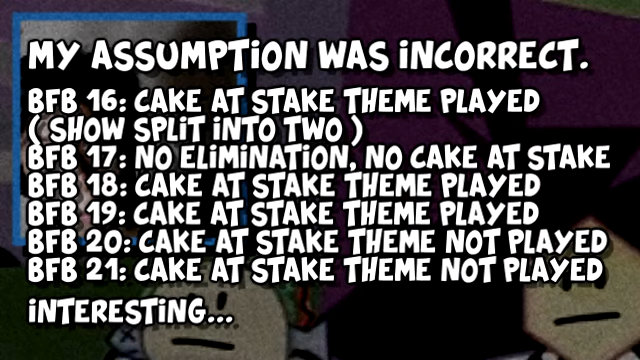 MY ASSUMPTION WAS INCORRECT.
BFB 16: CAKE AT STAKE THEME PLAYED
( SHOW SPLIT INTO TWO )
BFB 17: NO ELIMINATION, NO CAKE AT STAKE
BFB 18: CAKE AT STAKE THEME PLAYED
BFB 19: CAKE AT STAKE THEME PLAYED
BFB 20: CAKE AT STAKE THEME NOT PLAYED
BFB 21: CAKE AT STAKE THEME NOT PLAYED
INTERESTING...